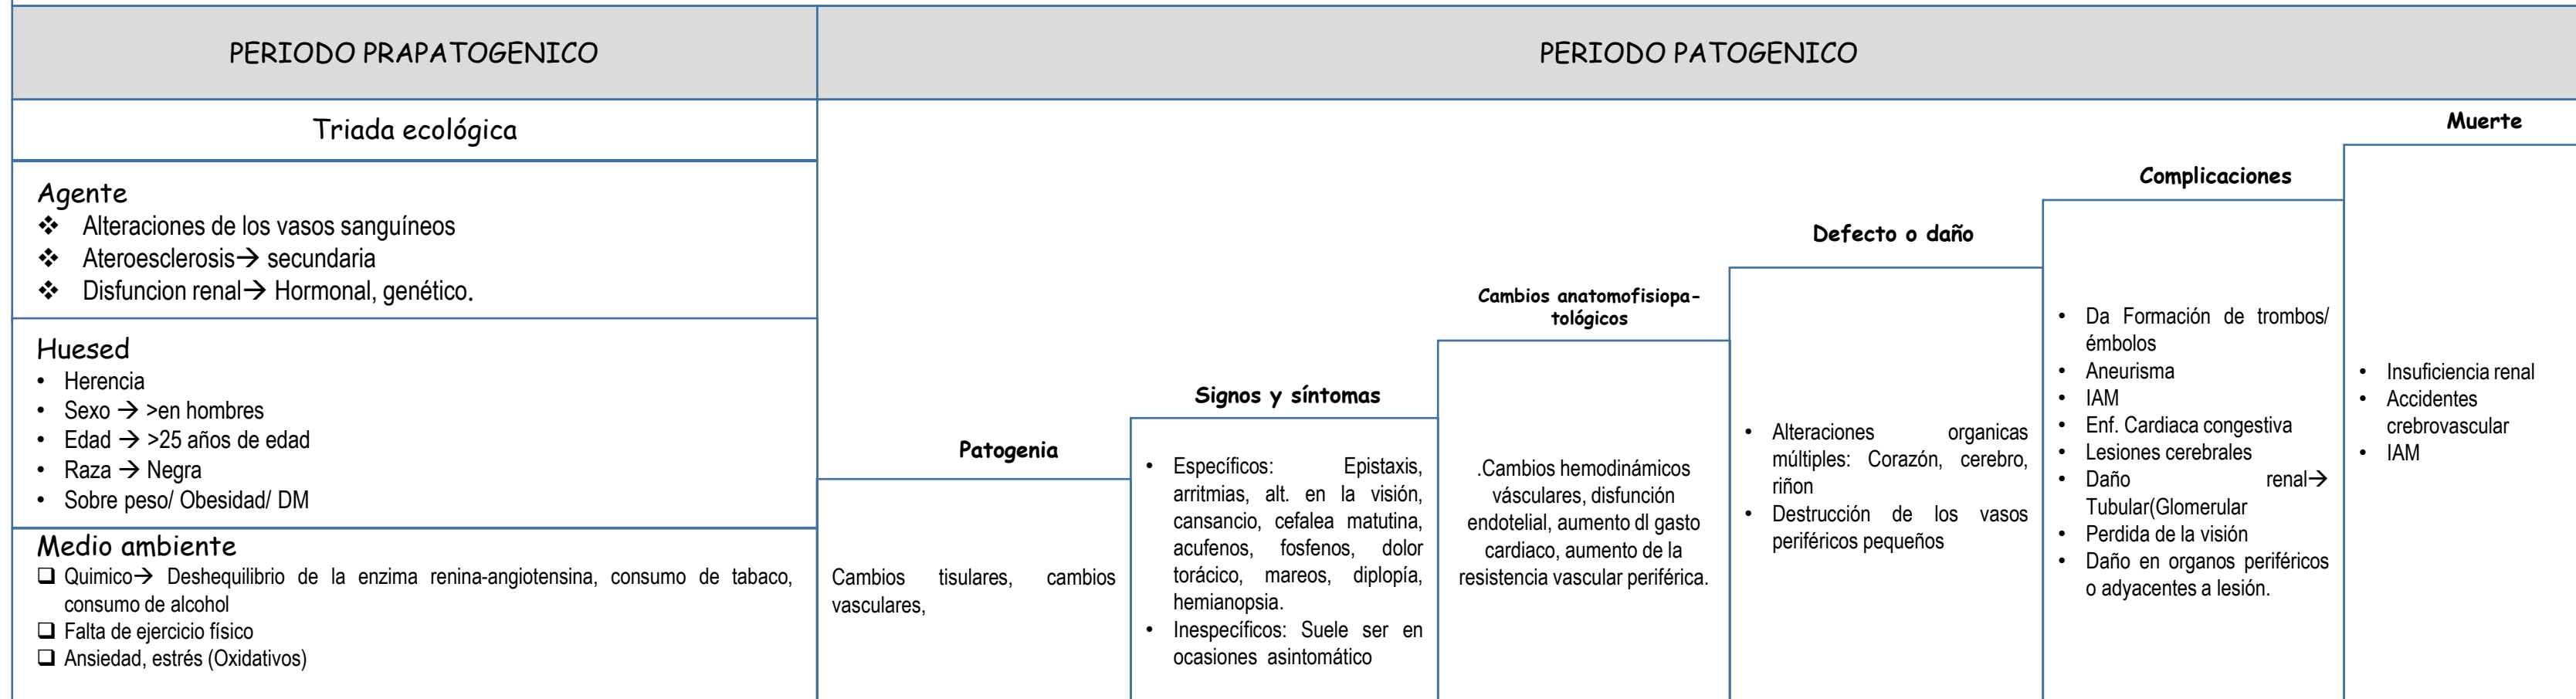 PERIODO PRAPATOGENICO
PERIODO PATOGENICO
Triada ecológica
Agente
❖ Alteraciones de los vasos sanguíneos
❖ Ateroesclerosis→ secundaria
❖ Disfuncion renal→ Hormonal, genético.
Huesed
• Herencia
• Sexo → >en hombres
• Edad → >25 años de edad
• Raza → Negra
• Sobre peso/ Obesidad/ DM
Medio ambiente
❑ Quimico→ Deshequilibrio de la enzima renina-angiotensina, consumo de tabaco,
consumo de alcohol
❑ Falta de ejercicio físico
❑ Ansiedad, estrés (Oxidativos)
Patogenia
Cambios tisulares, cambios
vasculares,
Signos y síntomas
• Específicos: Epistaxis,
arritmias, alt. en la visión,
cansancio, cefalea matutina,
acufenos, fosfenos, dolor
torácico, mareos, diplopía,
hemianopsia.
• Inespecíficos: Suele ser en
ocasiones asintomático
Cambios anatomofisiopa-
tológicos
.Cambios hemodinámicos
vásculares, disfunción
endotelial, aumento dl gasto
cardiaco, aumento de la
resistencia vascular periférica.
Defecto o daño
• Alteraciones organicas
múltiples: Corazón, cerebro,
riñon
• Destrucción de los vasos
periféricos pequeños
Complicaciones
• Da Formación de trombos/
émbolos
• Aneurisma
• IAM
• Enf. Cardiaca congestiva
• Lesiones cerebrales
• Daño renal→
Tubular(Glomerular
• Perdida de la visión
• Daño en organos periféricos
o adyacentes a lesión.
Muerte
• Insuficiencia renal
• Accidentes
crebrovascular
• IAM